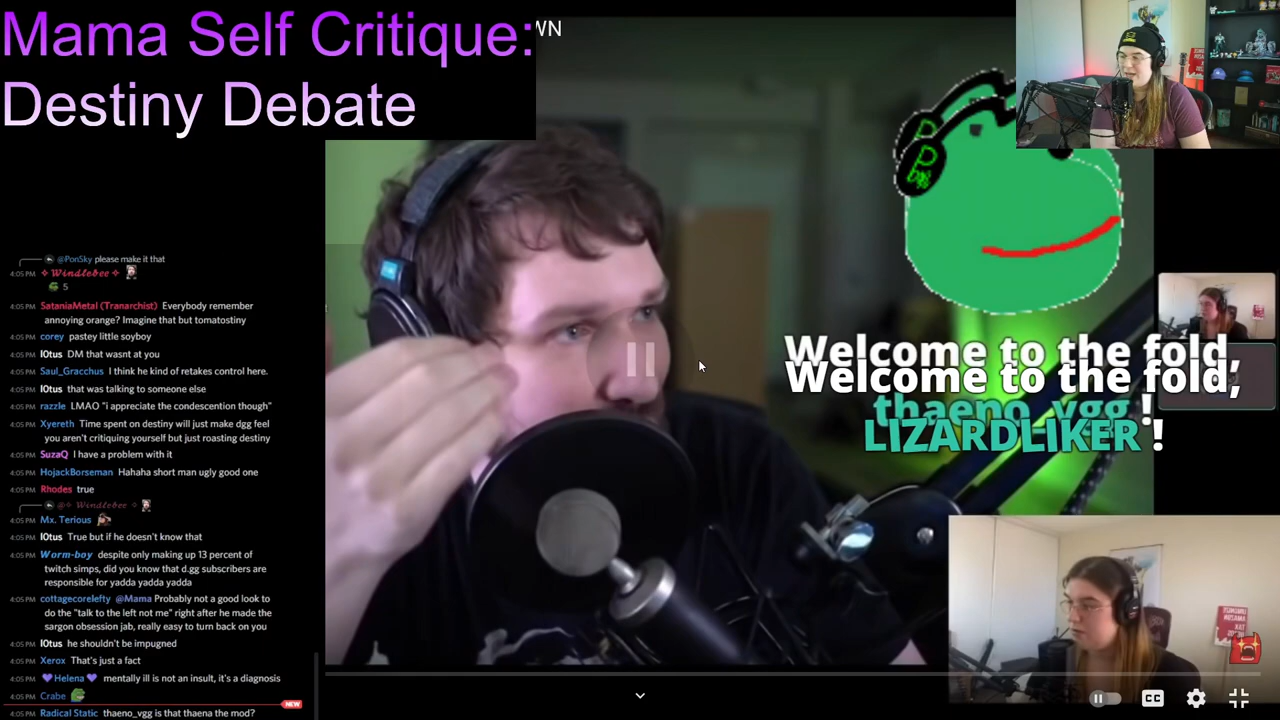 Mama Self Critique:
Destiny Debate
WN
@PonSky please make it that
4:05 PM ✧ Windlebee ✧
5
4:05 PM SataniaMetal (Tranarchist) Everybody remember
annoying orange? Imagine that but tomatostiny
4:05 PM corey pastey little soyboy
4:05 PM l0tus DM that wasnt at you
4:05 PM Saul_Gracchus I think he kind of retakes control here.
4:05 PM l0tus that was talking to someone else
4:05 PM razzle LMAO "i appreciate the condescention though"
4:05 PM Xyereth Time spent on destiny will just make dgg feel
you aren't critiquing yourself but just roasting destiny
4:05 PM SuzaQ I have a problem with it
4:05 PM HoJackBorseman Hahaha short man ugly good one
4:05 PM Rhodes true
@✧ Windlebee ✧
4:05 PM Mx. Terious
4:05 PM l0tus True but if he doesn't know that
4:05 PM Worm-boy despite only making up 13 percent of
twitch simps, did you know that d.gg subscribers are
responsible for yadda yadda yadda
4:05 PM cottagecorelefty @Mama Probably not a good look to
do the "talk to the left not me" right after he made the
sargon obsession jab, really easy to turn back on you
4:05 PM l0tus he shouldn't be impugned
4:05 PM Xerox That's just a fact
4:05 PM 💜Helena💜 mentally ill is not an insult, it's a diagnosis
4:05 PM Crabe
NEW
4:05 PM Radical Static thaeno_vgg is that thaena the mod?
Welcome to the fold,
Welcome to the fold,
thaeno_vgg !
LIZARDLIKER !
CC